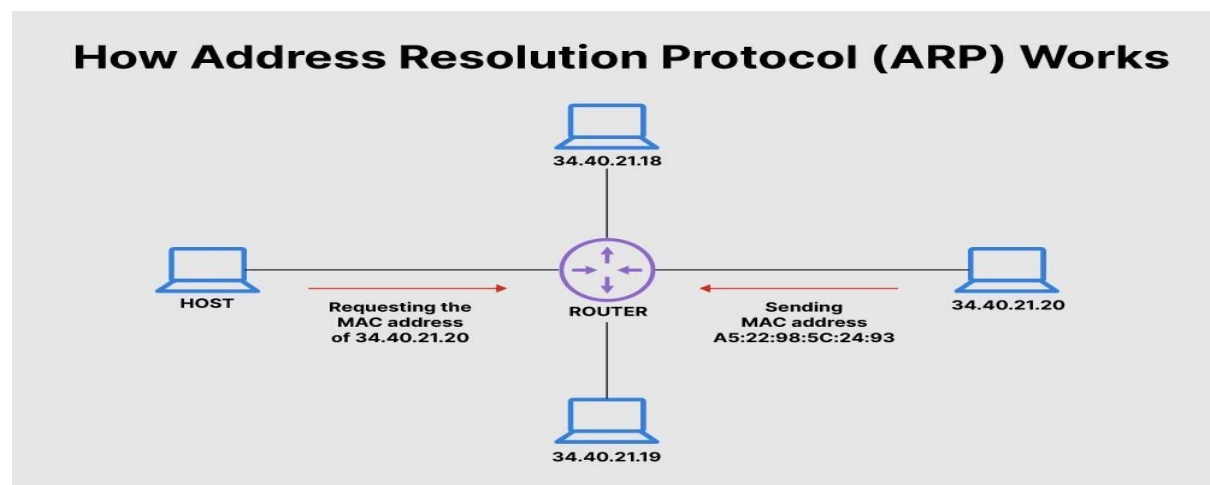 How Address Resolution Protocol (ARP) Works
34.40.21.18
HOST
Requesting the
MAC address
of 34.40.21.20
ROUTER
Sending
MAC address
A5:22:98:5C:24:93
34.40.21.20
34.40.21.19